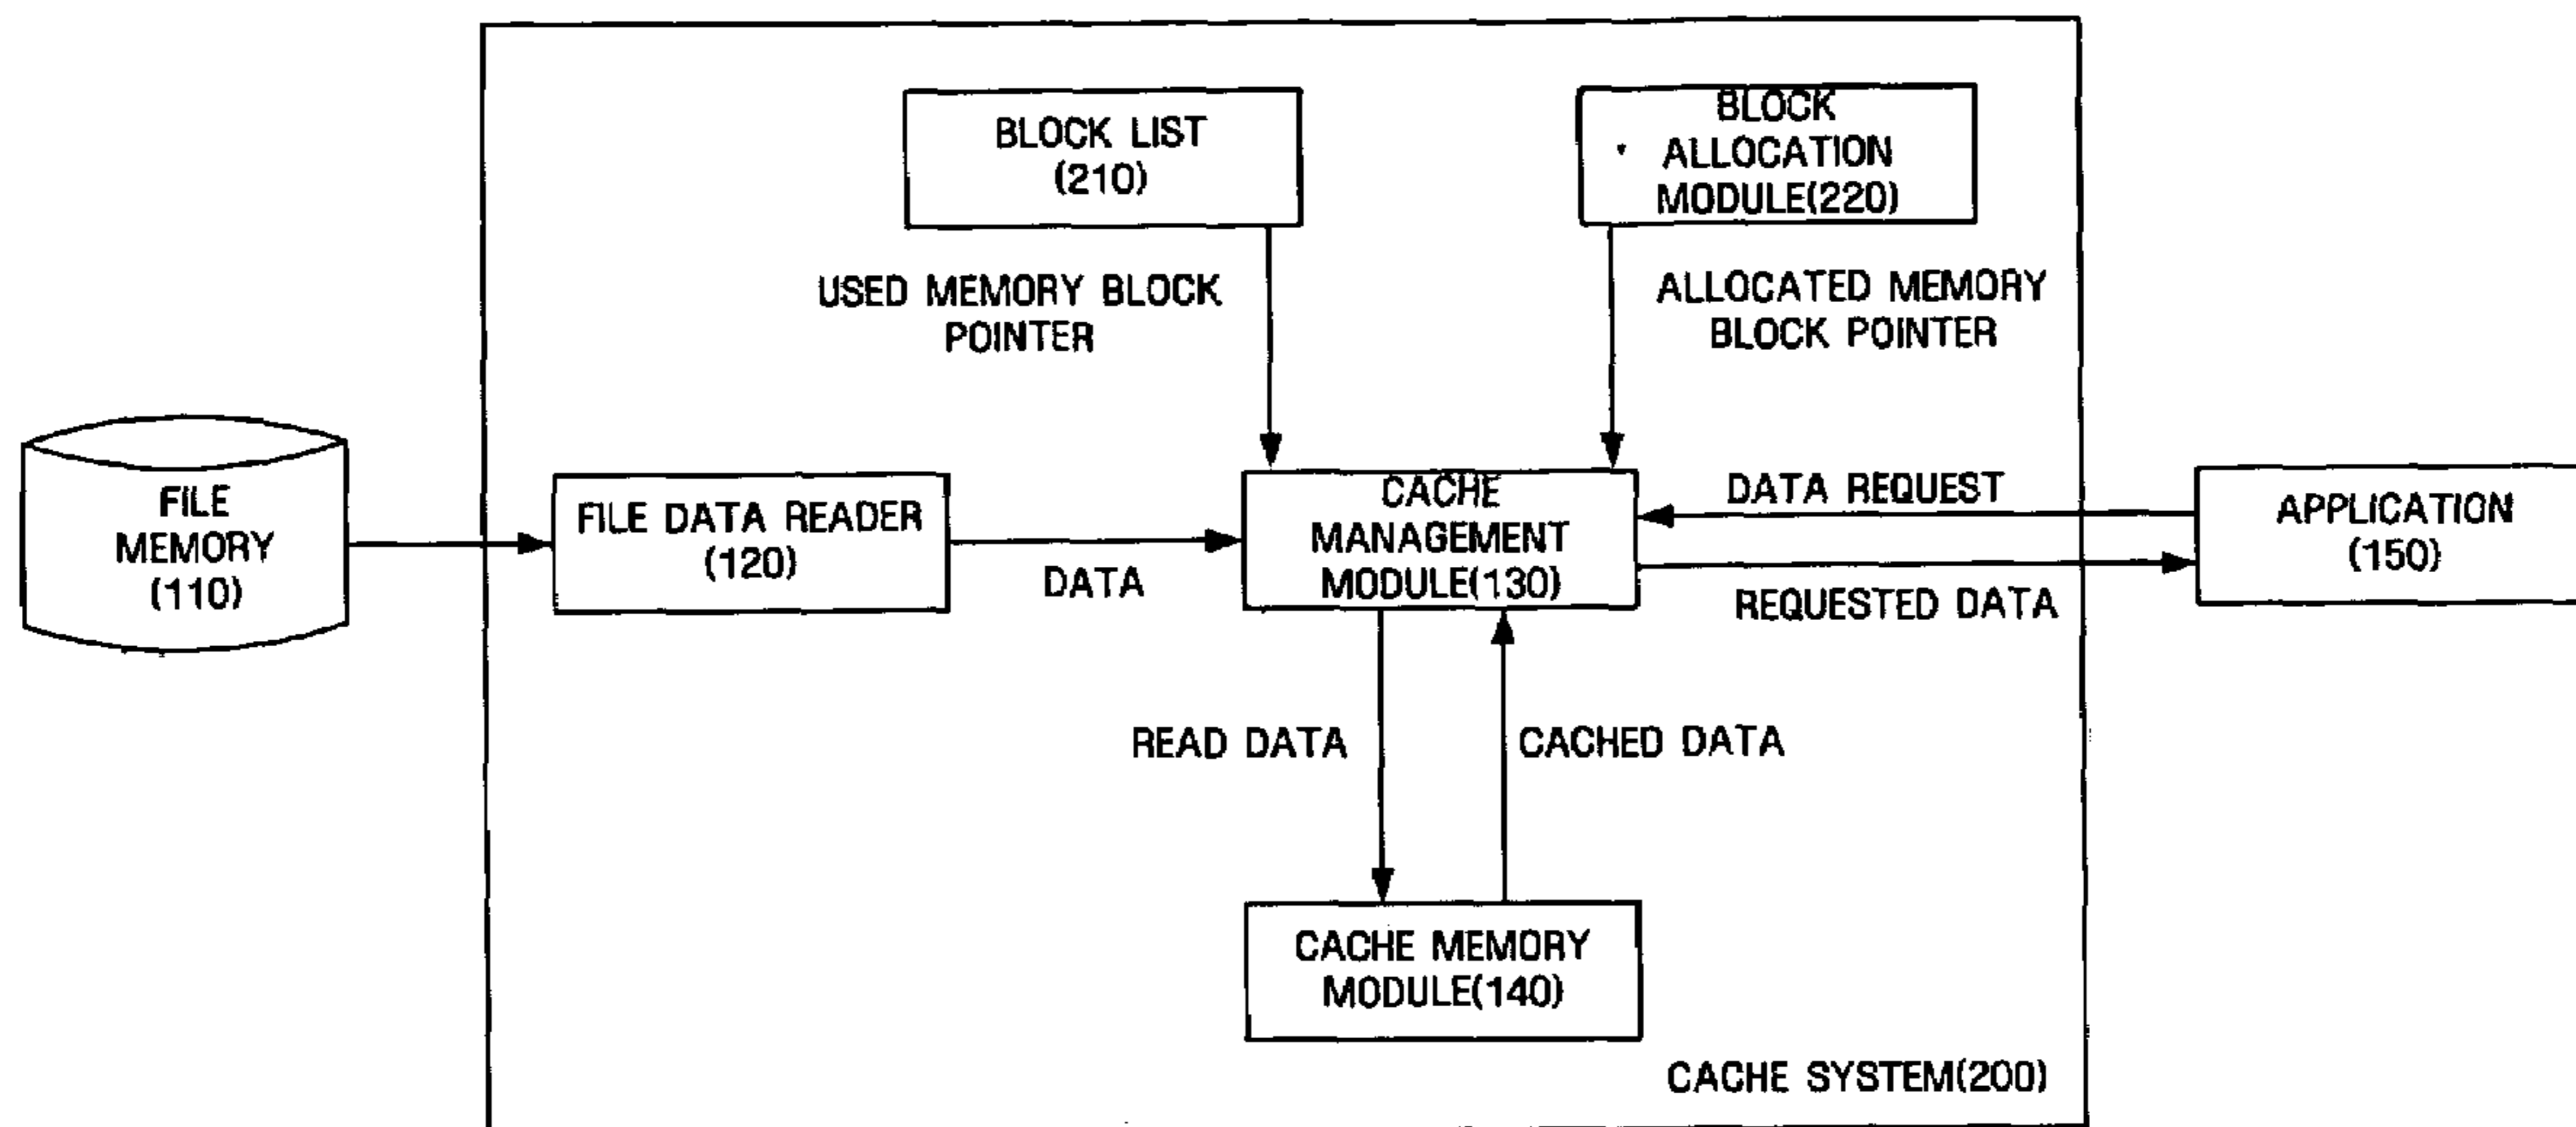 BLOCK LIST
(210)
BLOCK
ALLOCATION
MODULE(220)
USED MEMORY BLOCK
POINTER
ALLOCATED MEMORY
BLOCK POINTER
FILE
MEMORY
(110)
FILE DATA READER
(120)
DATA
CACHE
MANAGEMENT
MODULE(130)
DATA REQUEST
REQUESTED DATA
APPLICATION
(150)
READ DATA
CACHED DATA
CACHE MEMORY
MODULE(140)
CACHE SYSTEM(200)